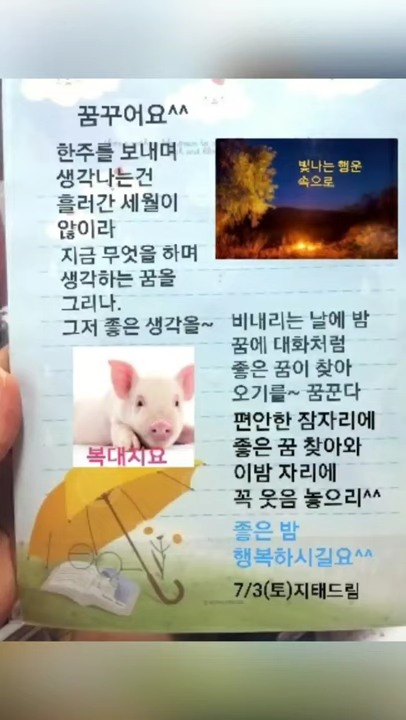 꿈꾸어요^^
한주를 보내며
생각나는건
흘러간 세월이
않이라
지금 무엇을 하며
생각하는 꿈을
그리나.
그저 좋은 생각을~
빛나는 행운
속으로
복대지요
비내리는 날에 밤
꿈에 대화처럼
좋은 꿈이 찾아
오기를~ 꿈꾼다
편안한 잠자리에
좋은 꿈 찾아와
이밤 자리에
꼭 웃음 놓으리^^
좋은 밤
행복하시길요^^
7/3(토)지태드림